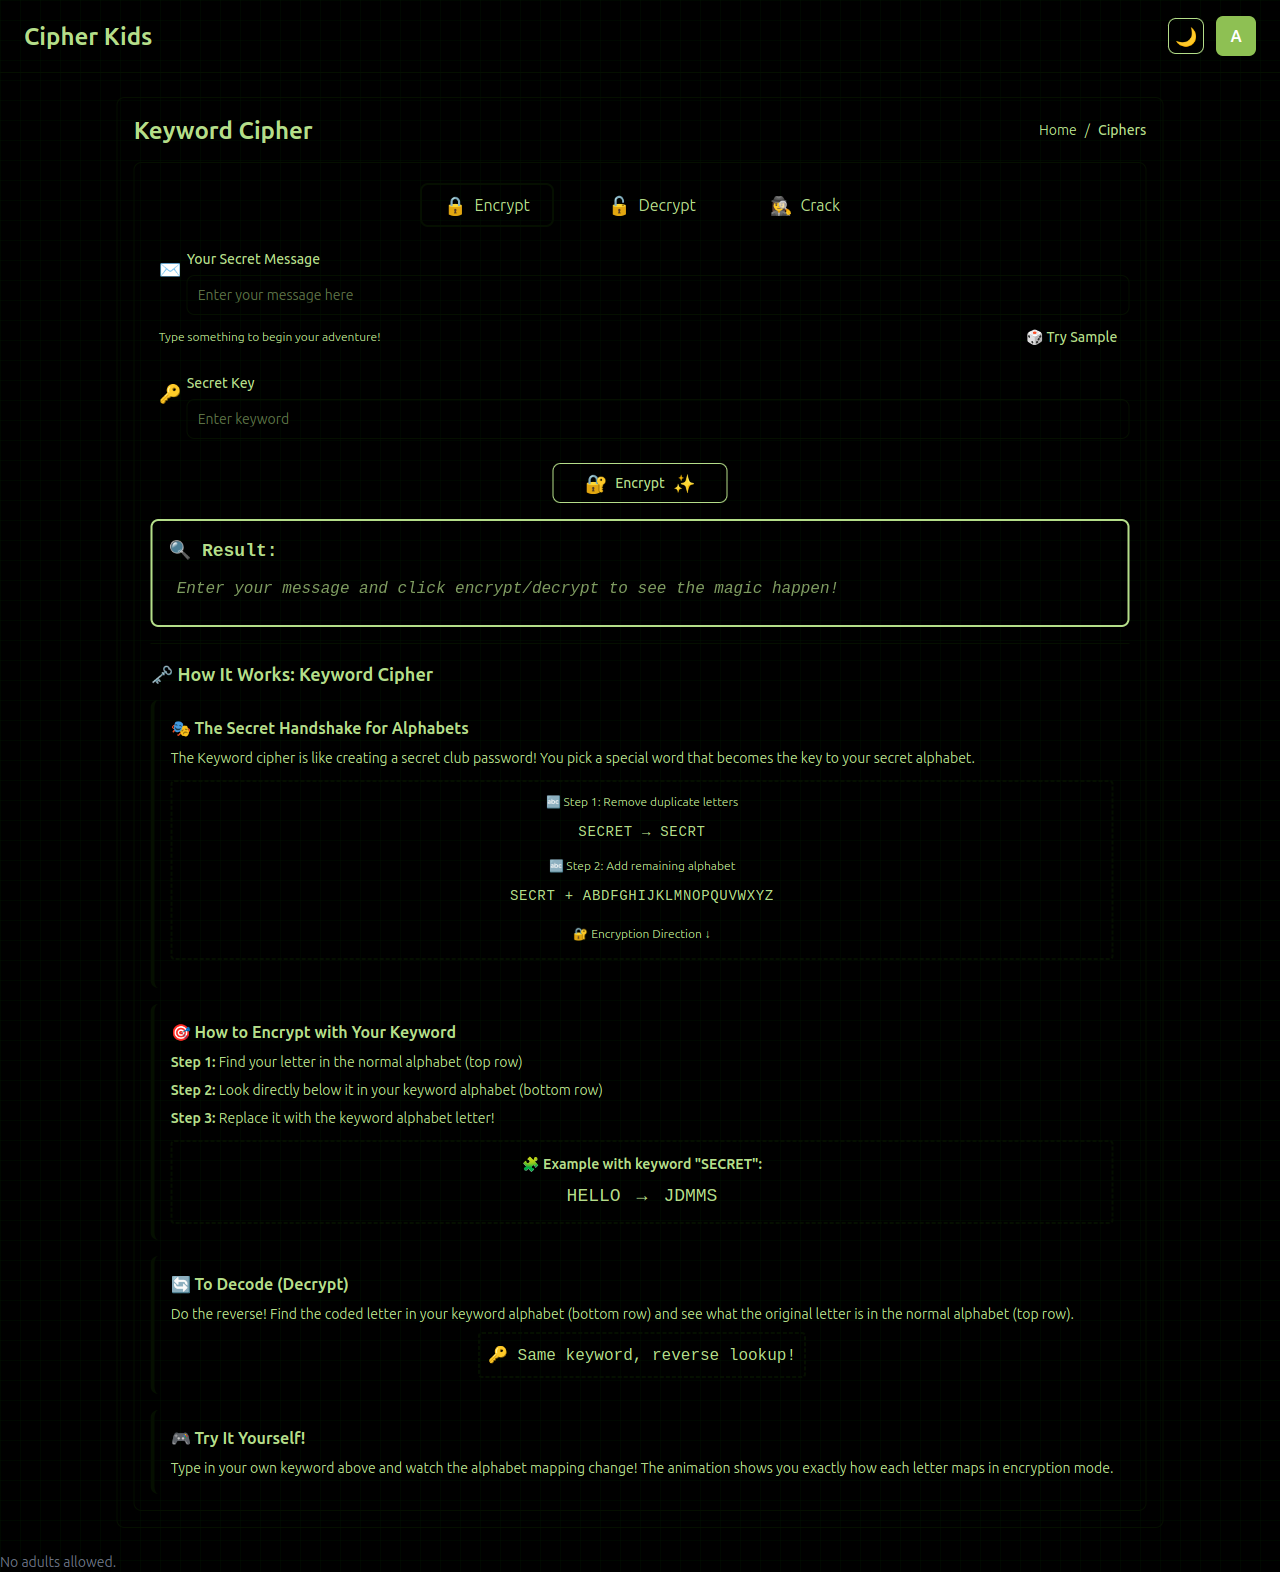 Cipher Kids
A
Keyword Cipher
Home / Ciphers
Encrypt
Decrypt
Crack
Your Secret Message
Enter your message here
Type something to begin your adventure!
Try Sample
Secret Key
Enter keyword
Encrypt
Result:
Enter your message and click encrypt/decrypt to see the magic happen!
How It Works: Keyword Cipher
The Secret Handshake for Alphabets
The Keyword cipher is like creating a secret club password! You pick a special word that becomes the key to your secret alphabet.
Step 1: Remove duplicate letters
SECRET → SECRT
Step 2: Add remaining alphabet
SECRT + ABDFGHIJKLMNOPQUVWXYZ
Encryption Direction ↓
How to Encrypt with Your Keyword
Step 1: Find your letter in the normal alphabet (top row)
Step 2: Look directly below it in your keyword alphabet (bottom row)
Step 3: Replace it with the keyword alphabet letter!
Example with keyword "SECRET":
HELLO → JDMMS
To Decode (Decrypt)
Do the reverse! Find the coded letter in your keyword alphabet (bottom row) and see what the original letter is in the normal alphabet (top row).
Same keyword, reverse lookup!
Try It Yourself!
Type in your own keyword above and watch the alphabet mapping change! The animation shows you exactly how each letter maps in encryption mode.
No adults allowed.